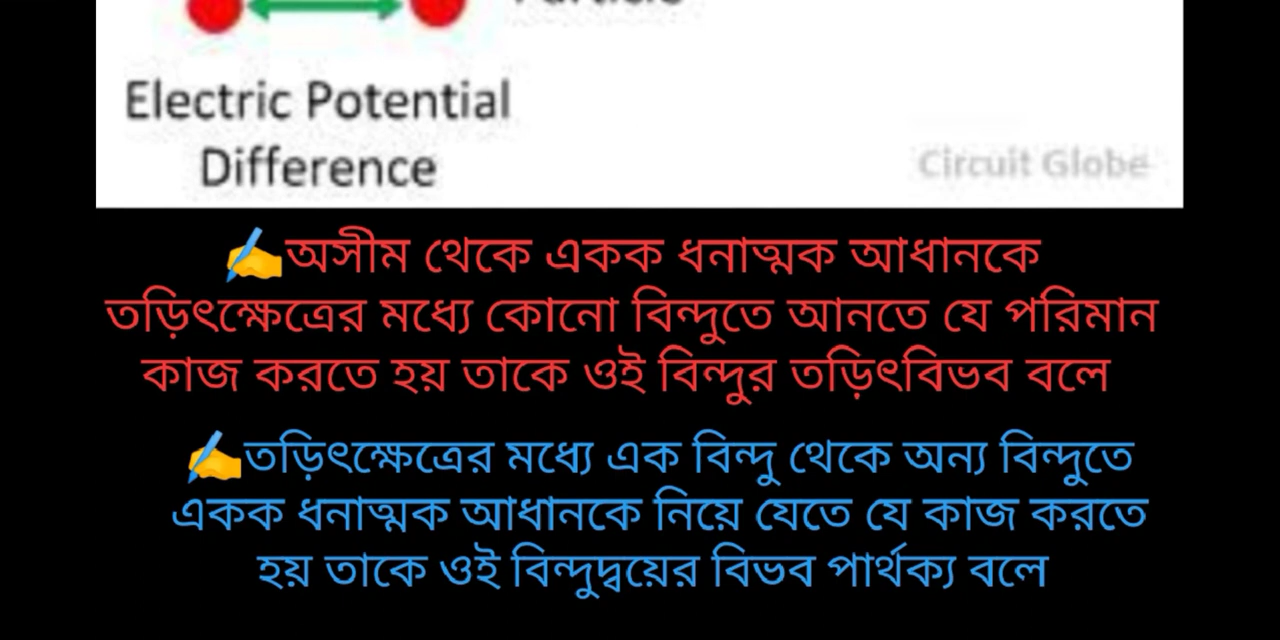 Electric Potential
Difference
Circuit Globe
✍️অসীম থেকে একক ধনাত্মক আধানকে
তড়িৎক্ষেত্রের মধ্যে কোনো বিন্দুতে আনতে যে পরিমান
কাজ করতে হয় তাকে ওই বিন্দুর তড়িৎবিভব বলে
✍️তড়িৎক্ষেত্রের মধ্যে এক বিন্দু থেকে অন্য বিন্দুতে
একক ধনাত্মক আধানকে নিয়ে যেতে যে কাজ করতে
হয় তাকে ওই বিন্দুদ্বয়ের বিভব পার্থক্য বলে